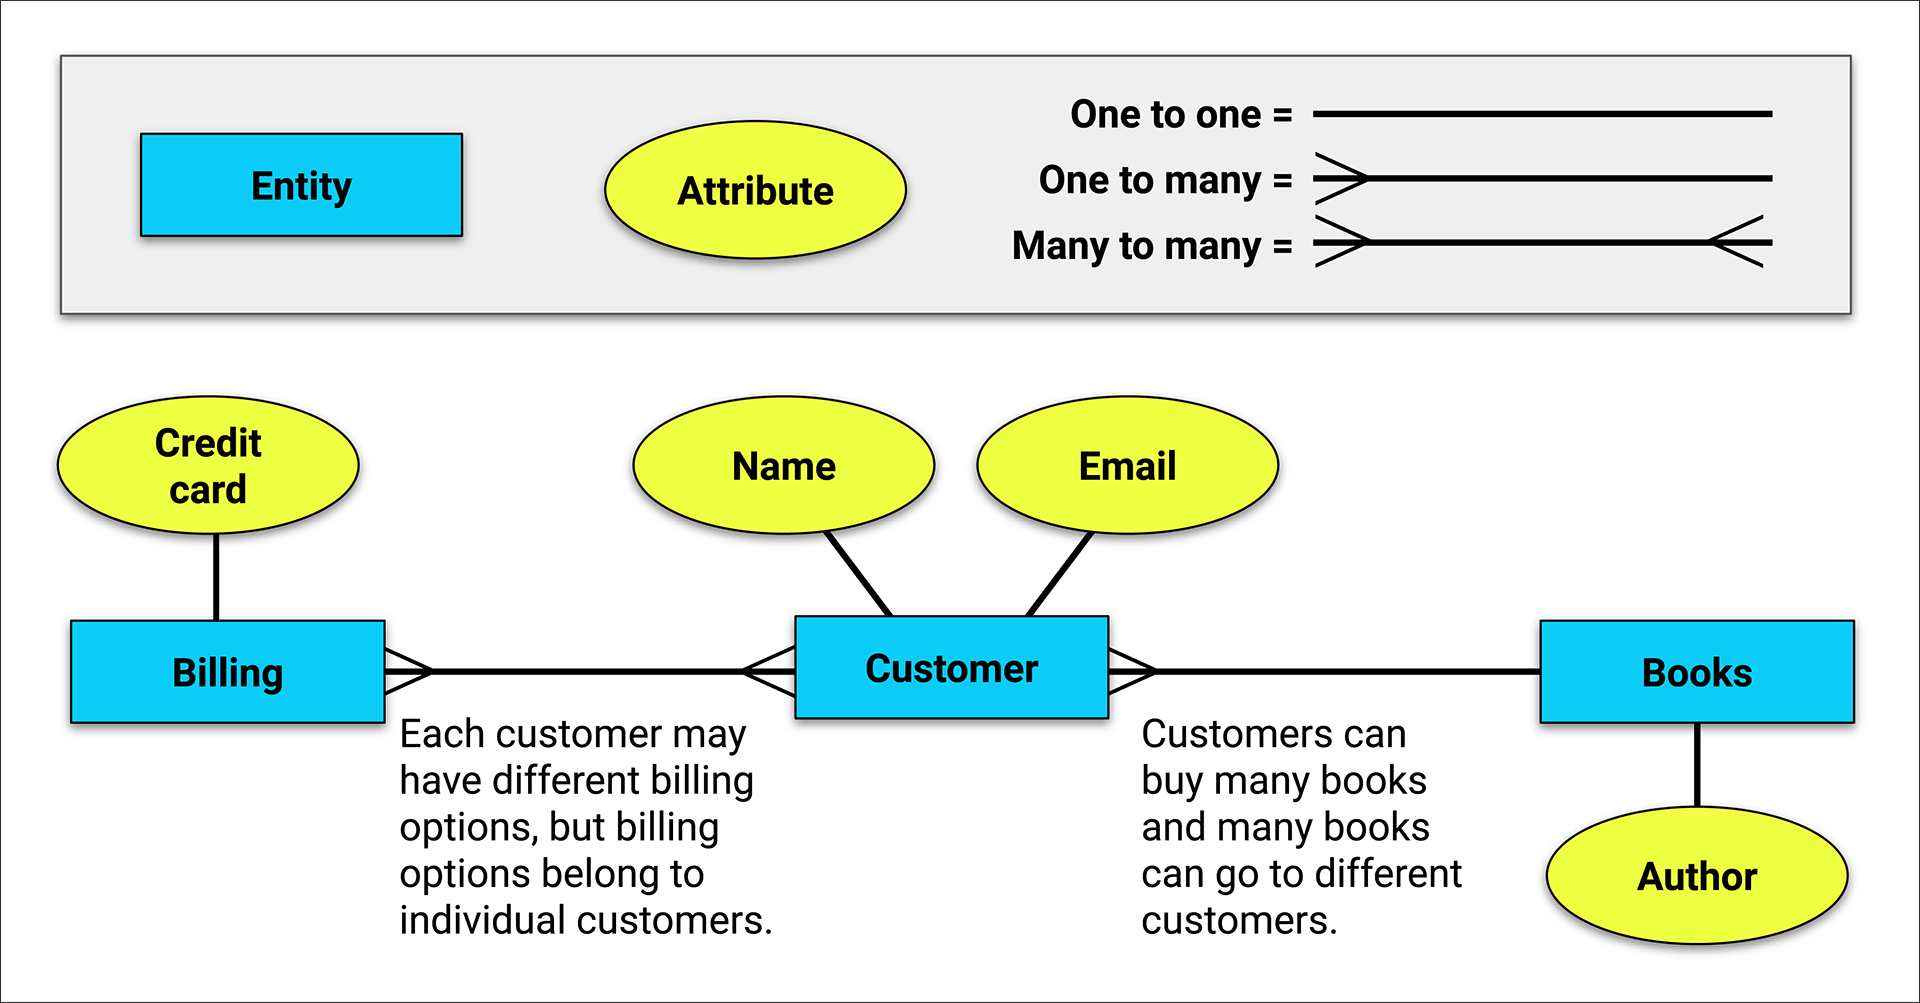 Entity
Attribute
One to one =
One to many =
Many to many =
Credit
card
Name
Email
Billing
Customer
Books
Each customer may
have different billing
options, but billing
options belong to
individual customers.
Customers can
buy many books
and many books
can go to different
customers.
Author